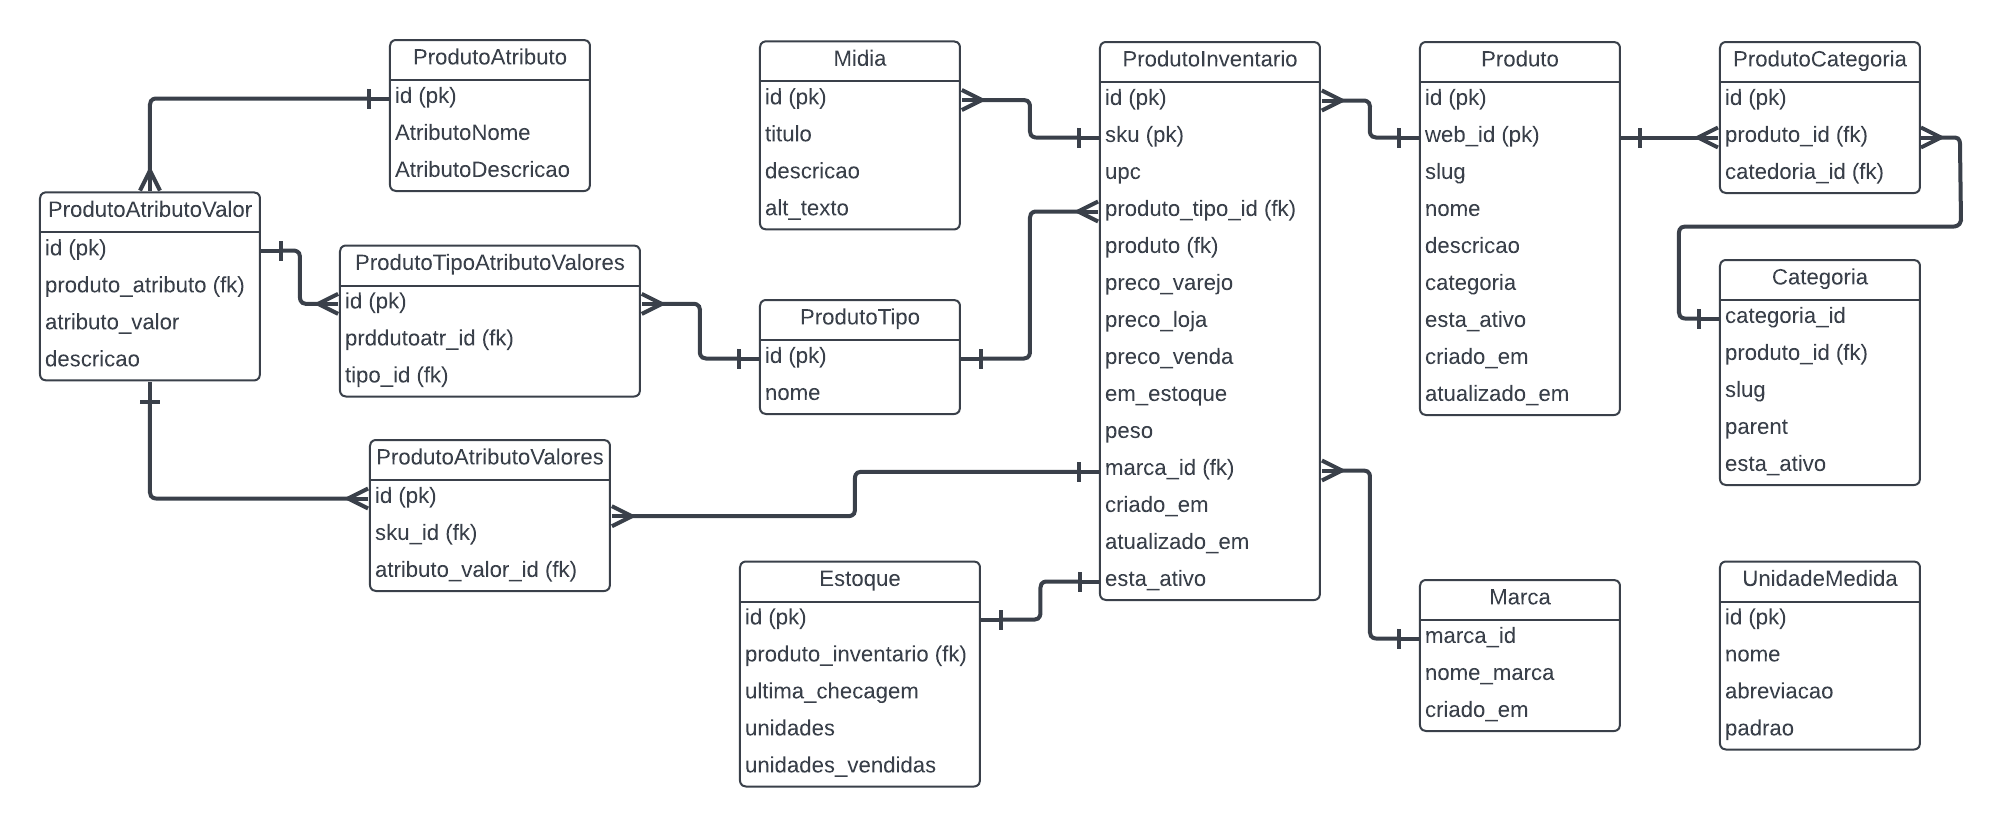 ProdutoAtributo
id (pk)
AtributoNome
AtributoDescricao
Midia
id (pk)
titulo
descricao
alt_texto
ProdutoInventario
id (pk)
sku (pk)
upc
produto_tipo_id (fk)
produto (fk)
preco_varejo
preco_loja
preco_venda
em_estoque
peso
marca_id (fk)
criado_em
atualizado_em
esta_ativo
Produto
id (pk)
web_id (pk)
slug
nome
descricao
categoria
esta_ativo
criado_em
atualizado_em
ProdutoCategoria
id (pk)
produto_id (fk)
catedoria_id (fk)
ProdutoAtributoValor
id (pk)
produto_atributo (fk)
atributo_valor
descricao
ProdutoTipoAtributoValores
id (pk)
prddutoatr_id (fk)
tipo_id (fk)
ProdutoTipo
id (pk)
nome
Categoria
categoria_id
produto_id (fk)
slug
parent
esta_ativo
ProdutoAtributoValores
id (pk)
sku_id (fk)
atributo_valor_id (fk)
Estoque
id (pk)
produto_inventario (fk)
ultima_checagem
unidades
unidades_vendidas
Marca
marca_id
nome_marca
criado_em
UnidadeMedida
id (pk)
nome
abreviacao
padrao